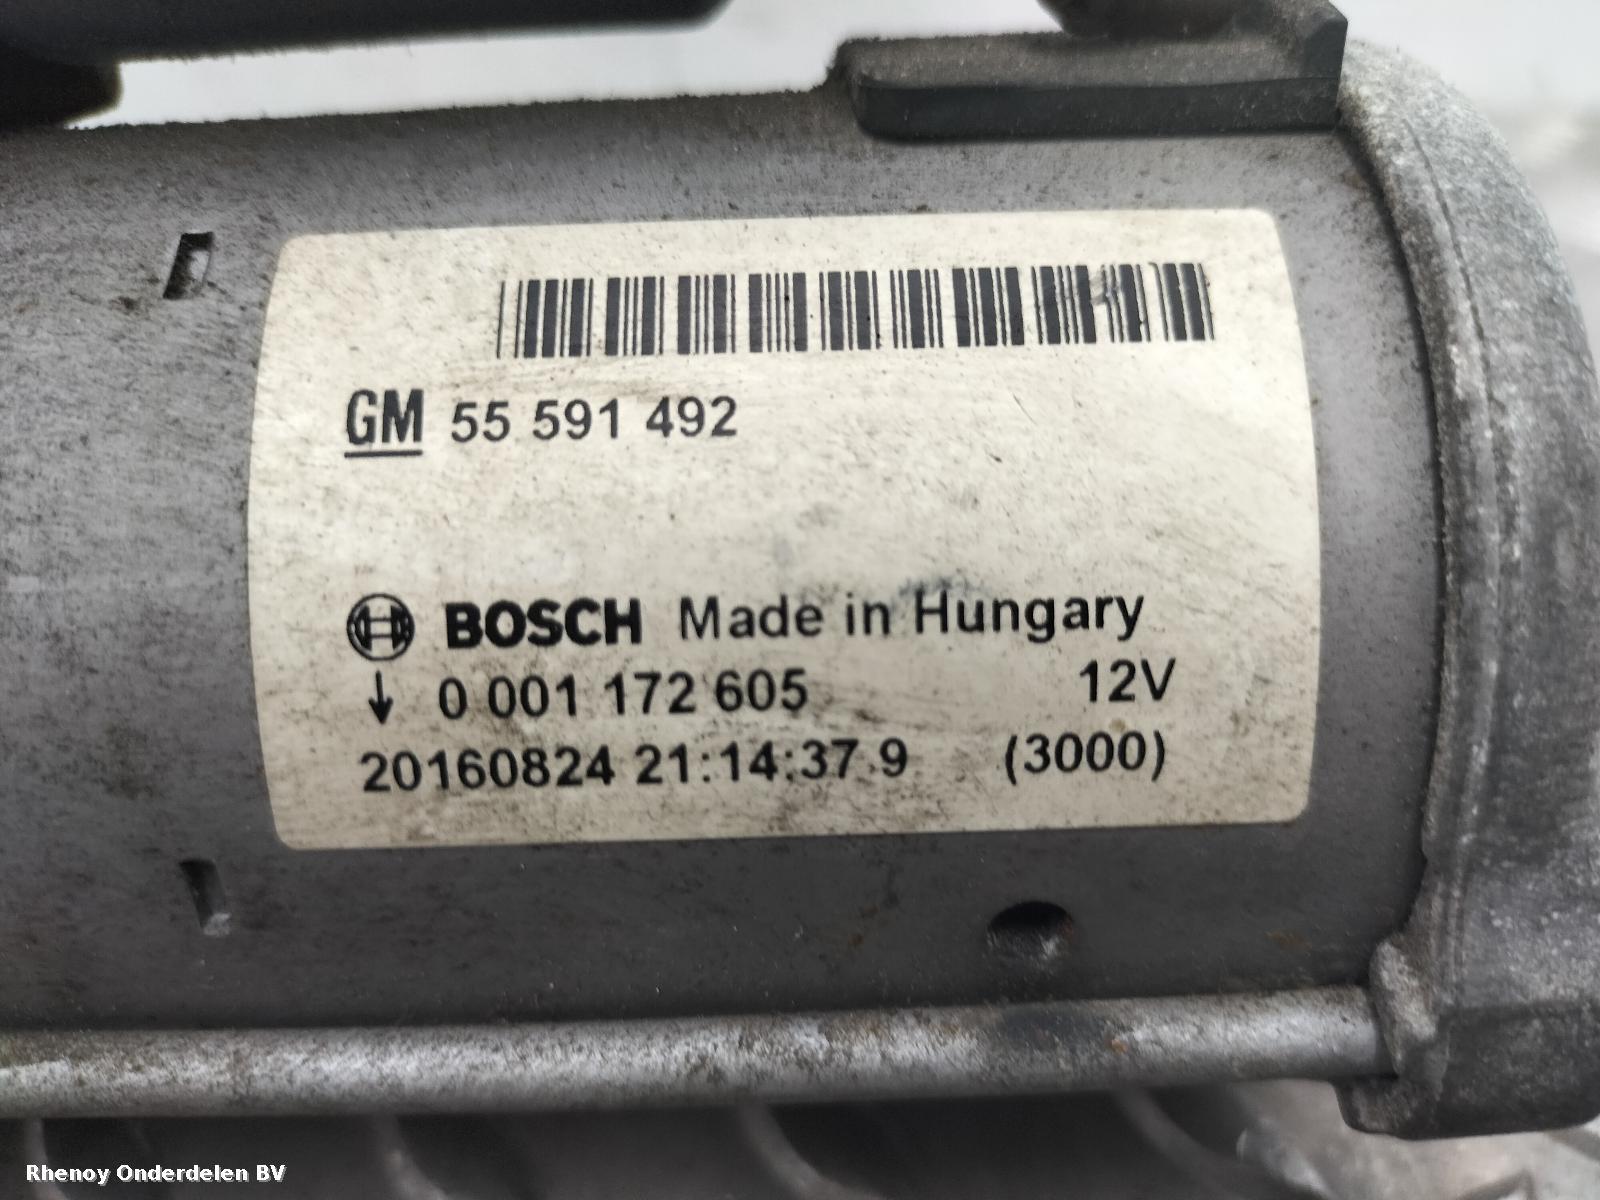 GM 55 591 492
BOSCH Made in Hungary
↓ 0 001 172 605 12V
20160824 21:14:37.9 (3000)
Rhenoy Onderdelen BV